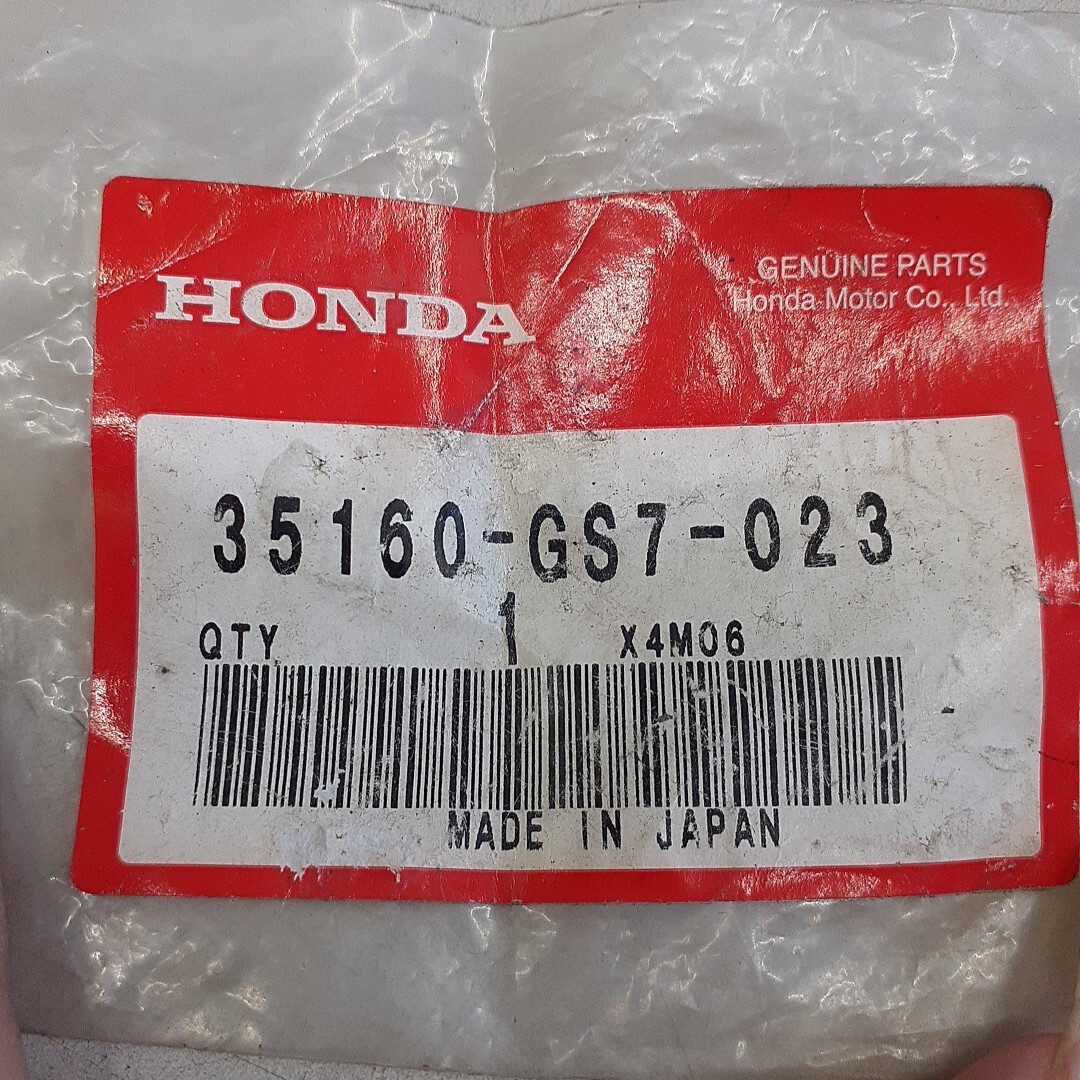 HONDA
GENUINE PARTS
Honda Motor Co., Ltd.
35160-GS7-023
QTY 1 X4M06
MADE IN JAPAN